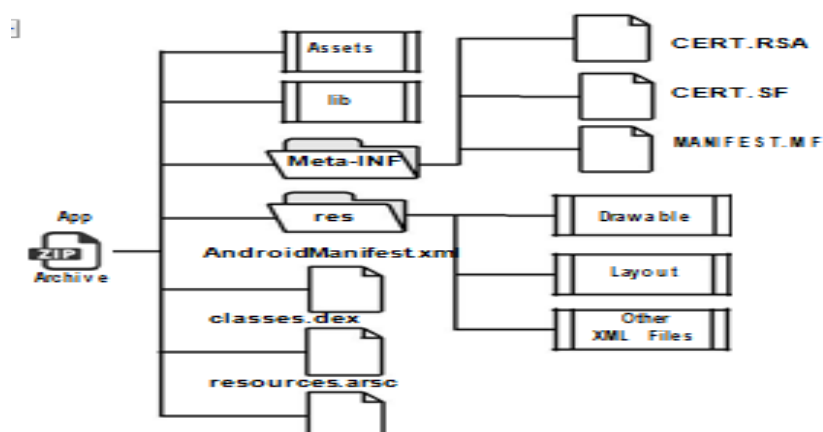 Assets
lib
Meta-INF
res
App
ZIP
Archive
AndroidManifest.xml
classes.dex
resources.arsc
CERT.RSA
CERT.SF
MANIFEST.MF
Drawable
Layout
Other
XML Files